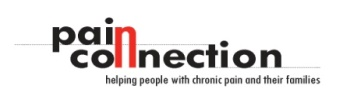 pain
connection
helping people with chronic pain and their families